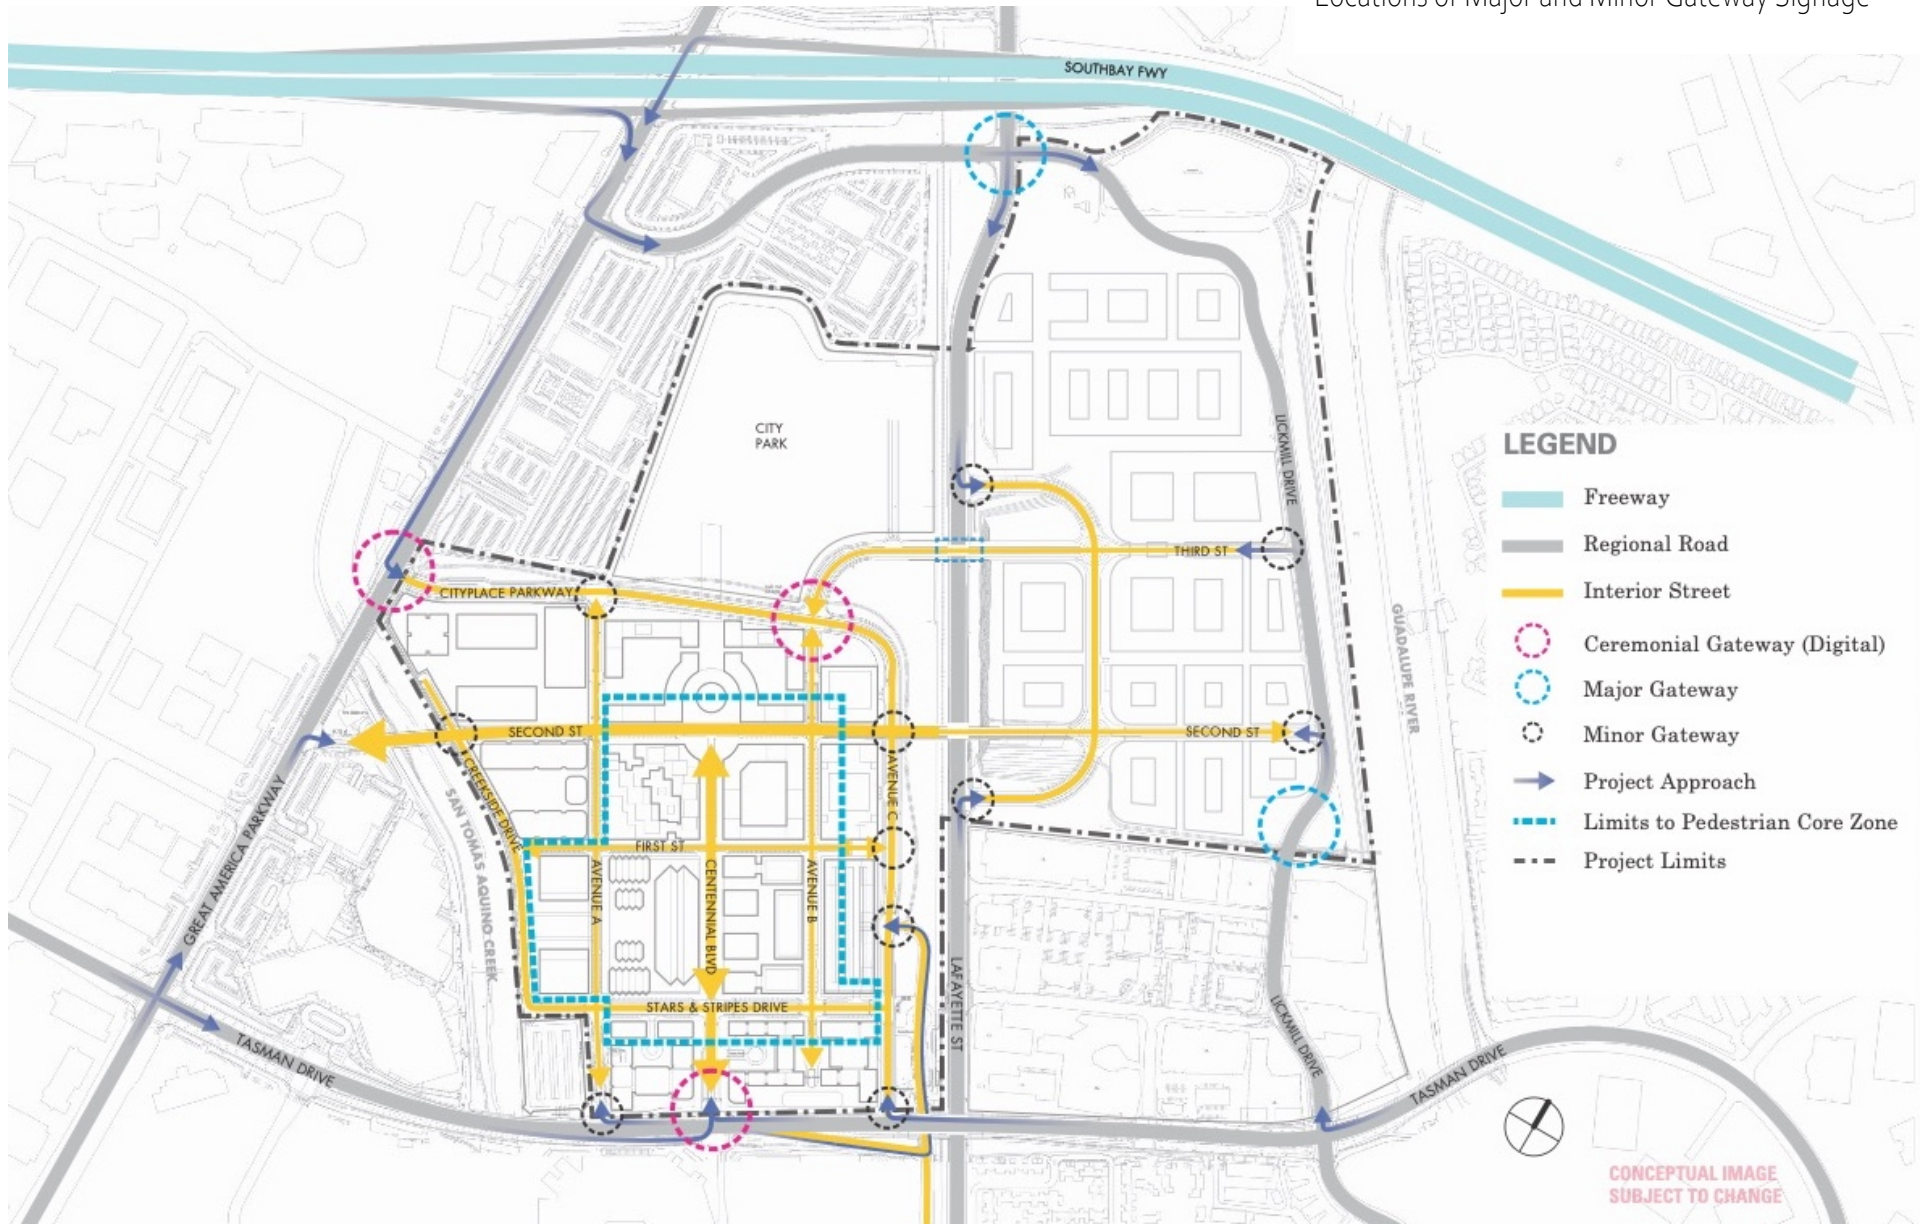 Locations of Major and Minor Gateway Signage
SOUTHBAY FWY
CITY
PARK
LICKMILL DRIVE
LEGEND
Freeway
Regional Road
Interior Street
Ceremonial Gateway (Digital)
Major Gateway
Minor Gateway
Project Approach
Limits to Pedestrian Core Zone
Project Limits
THIRD ST
CITYPLACE PARKWAY
GUADALUPE RIVER
SECOND ST
SECOND ST
CREEKSIDE DRIVE
AVENUE C
SAN TOMAS AQUINO CREEK
GREAT AMERICA PARKWAY
FIRST ST
AVENUE A
CENTENNIAL BLVD
AVENUE B
LAFAYETTE ST
STARS & STRIPES DRIVE
LICKMILL DRIVE
TASMAN DRIVE
TASMAN DRIVE
CONCEPTUAL IMAGE
SUBJECT TO CHANGE